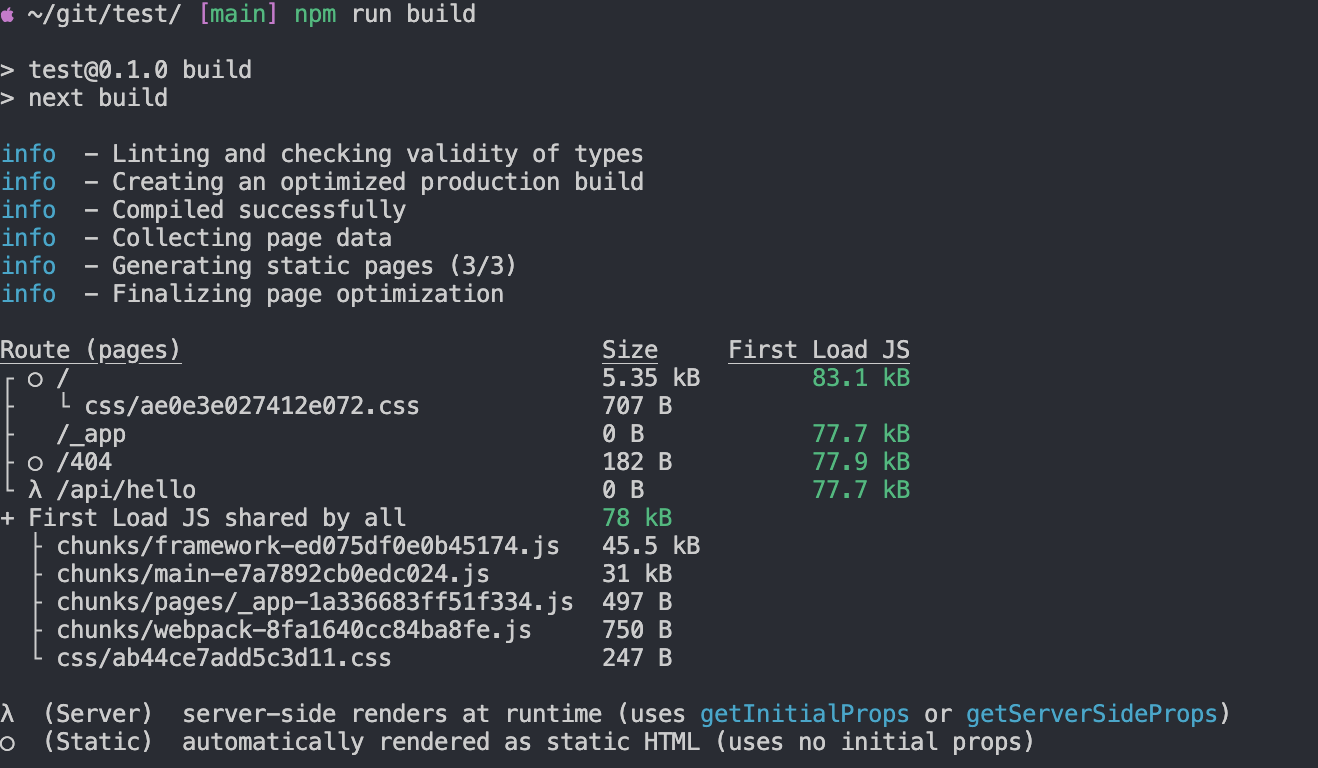 ~/git/test/ [main] npm run build
> test@0.1.0 build
> next build
info  - Linting and checking validity of types
info  - Creating an optimized production build
info  - Compiled successfully
info  - Collecting page data
info  - Generating static pages (3/3)
info  - Finalizing page optimization
Route (pages)                              Size     First Load JS
┌ ○ /                                      5.35 kB        83.1 kB
├   └ css/ae0e3e027412e072.css             707 B
├   /_app                                  0 B            77.7 kB
├ ○ /404                                   182 B          77.9 kB
└ λ /api/hello                             0 B            77.7 kB
+ First Load JS shared by all              78 kB
  ├ chunks/framework-ed075df0e0b45174.js   45.5 kB
  ├ chunks/main-e7a7892cb0edc024.js        31 kB
  ├ chunks/pages/_app-1a336683ff51f334.js  497 B
  ├ chunks/webpack-8fa1640cc84ba8fe.js     750 B
  └ css/ab44ce7add5c3d11.css               247 B
λ  (Server)  server-side renders at runtime (uses getInitialProps or getServerSideProps)
○  (Static)  automatically rendered as static HTML (uses no initial props)